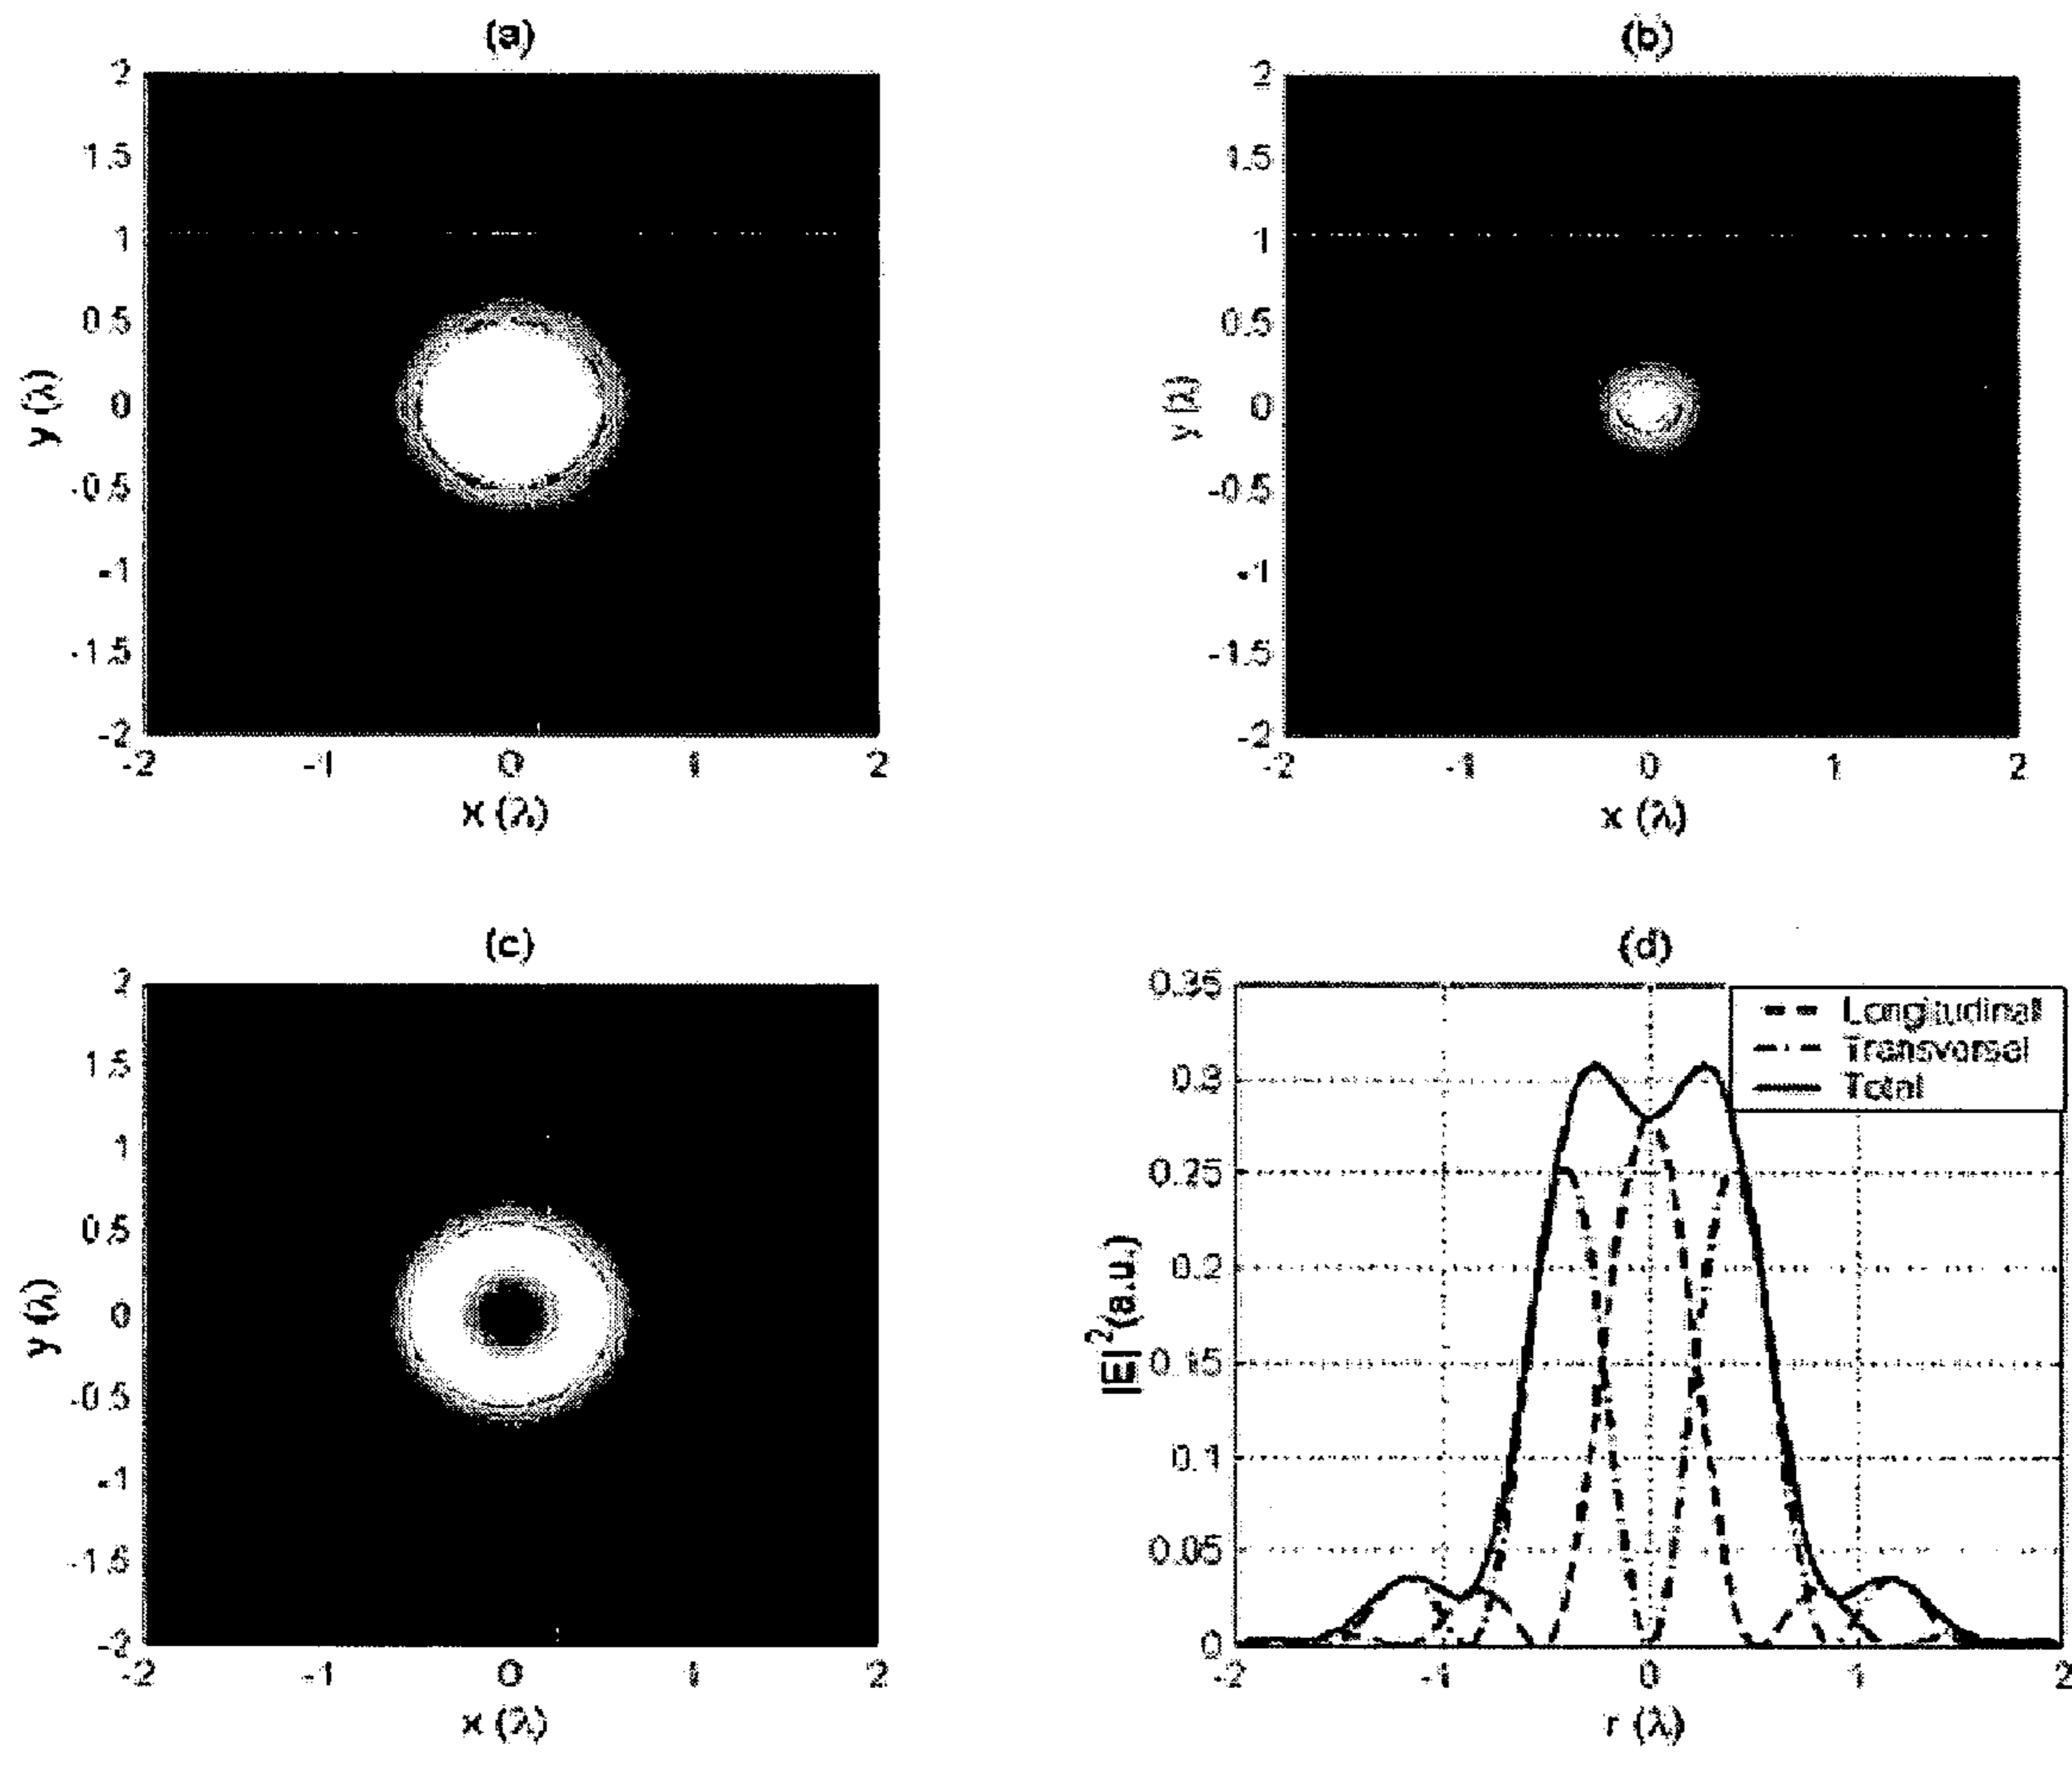 (a)
2
1.5
1
0.5
0
-0.5
-1
-1.5
-2
y (λ)
-2 -1 0 1 2
x (λ)
(b)
2
1.5
1
0.5
0
-0.5
-1
-1.5
-2
y (λ)
-2 -1 0 1 2
x (λ)
(c)
2
1.5
1
0.5
0
-0.5
-1
-1.5
-2
y (λ)
-2 -1 0 1 2
x (λ)
(d)
0.35
0.3
0.25
0.2
0.15
0.1
0.05
0
|E|²(a.u.)
Longitudinal
Transversal
Total
-2 -1 0 1 2
r (λ)